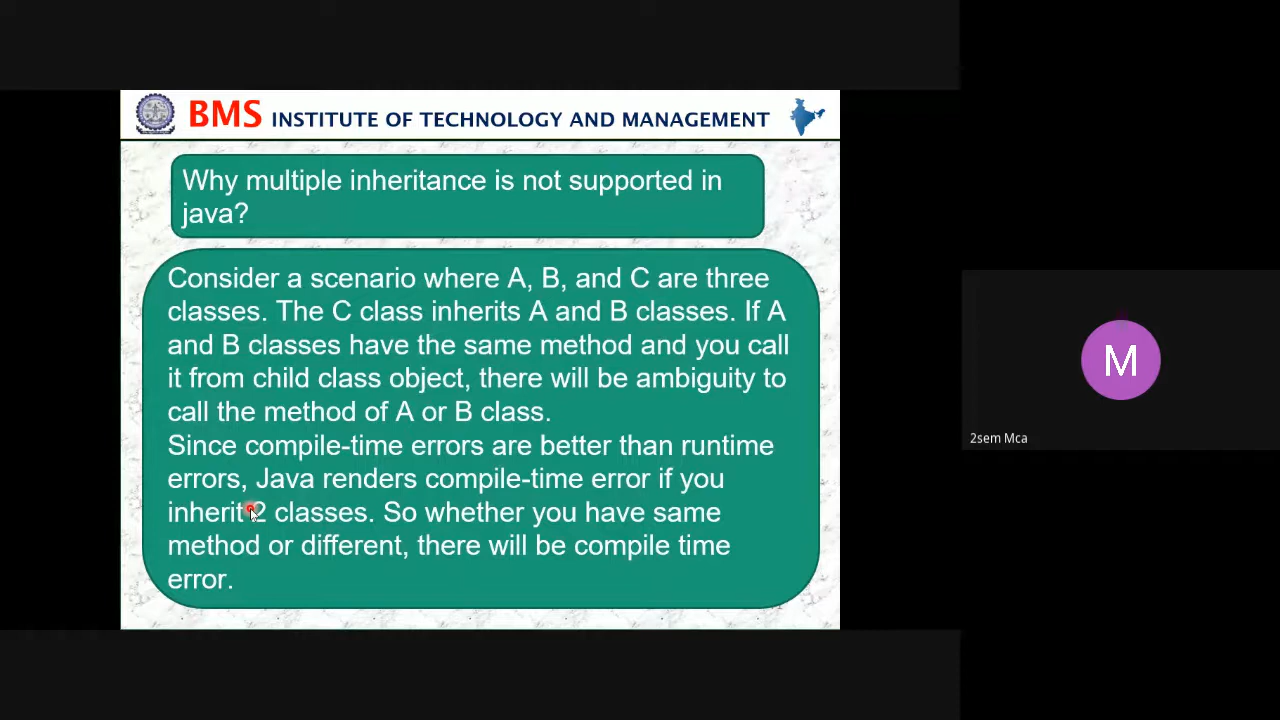 BMS INSTITUTE OF TECHNOLOGY AND MANAGEMENT
Why multiple inheritance is not supported in
java?
Consider a scenario where A, B, and C are three
classes. The C class inherits A and B classes. If A
and B classes have the same method and you call
it from child class object, there will be ambiguity to
call the method of A or B class.
Since compile-time errors are better than runtime
errors, Java renders compile-time error if you
inherit 2 classes. So whether you have same
method or different, there will be compile time
error.
M
2sem Mca